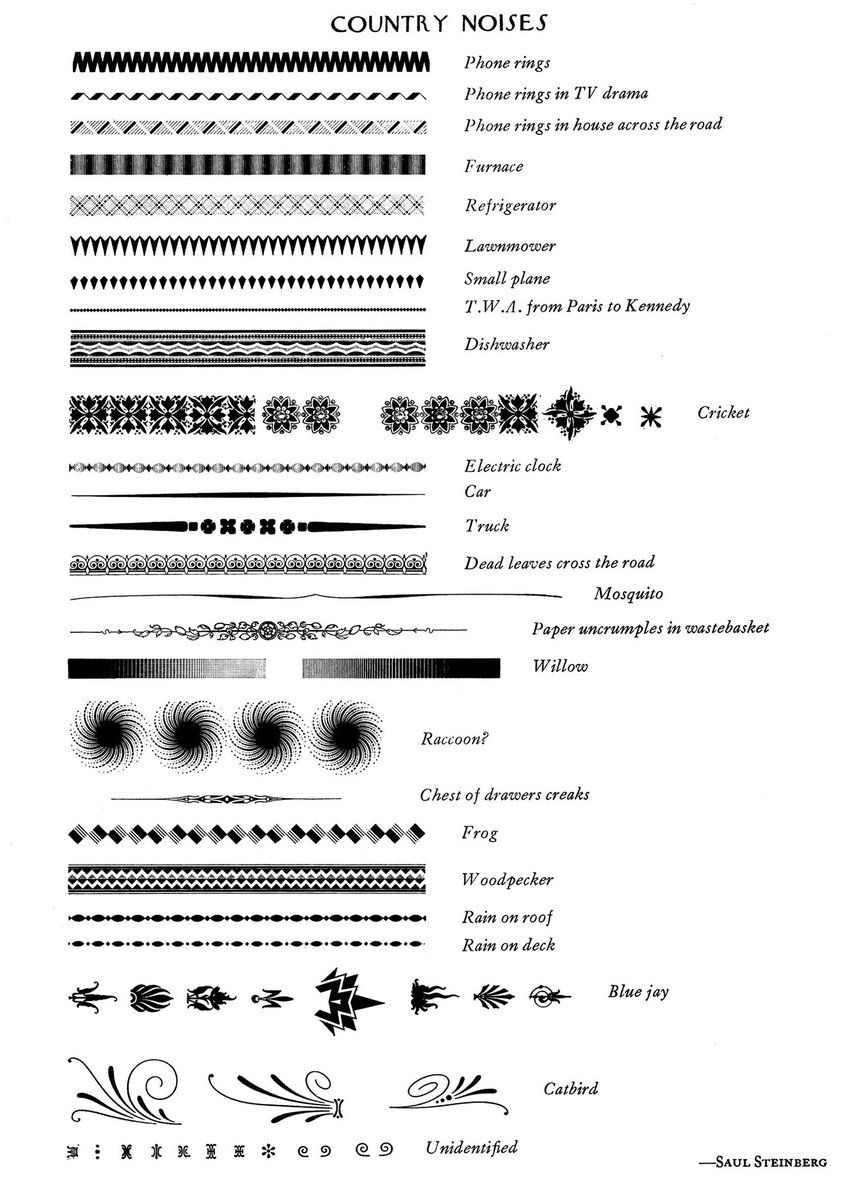 COUNTRY NOISES
Phone rings
Phone rings in TV drama
Phone rings in house across the road
Furnace
Refrigerator
Lawnmower
Small plane
T.W.A. from Paris to Kennedy
Dishwasher
Cricket
Electric clock
Car
Truck
Dead leaves cross the road
Mosquito
Paper uncrumples in wastebasket
Willow
Raccoon?
Chest of drawers creaks
Frog
Woodpecker
Rain on roof
Rain on deck
Blue jay
Catbird
Unidentified
—SAUL STEINBERG